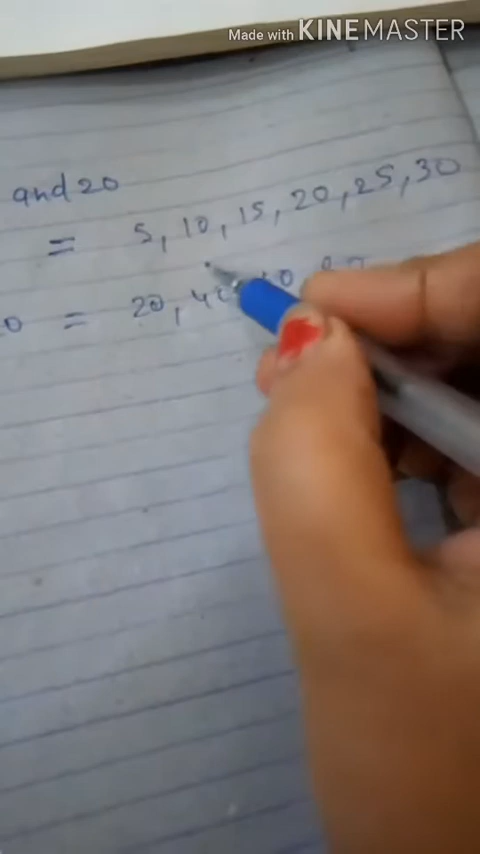 Made with KINEMASTER
and 20
= 5, 10, 15, 20, 25, 30
= 20,